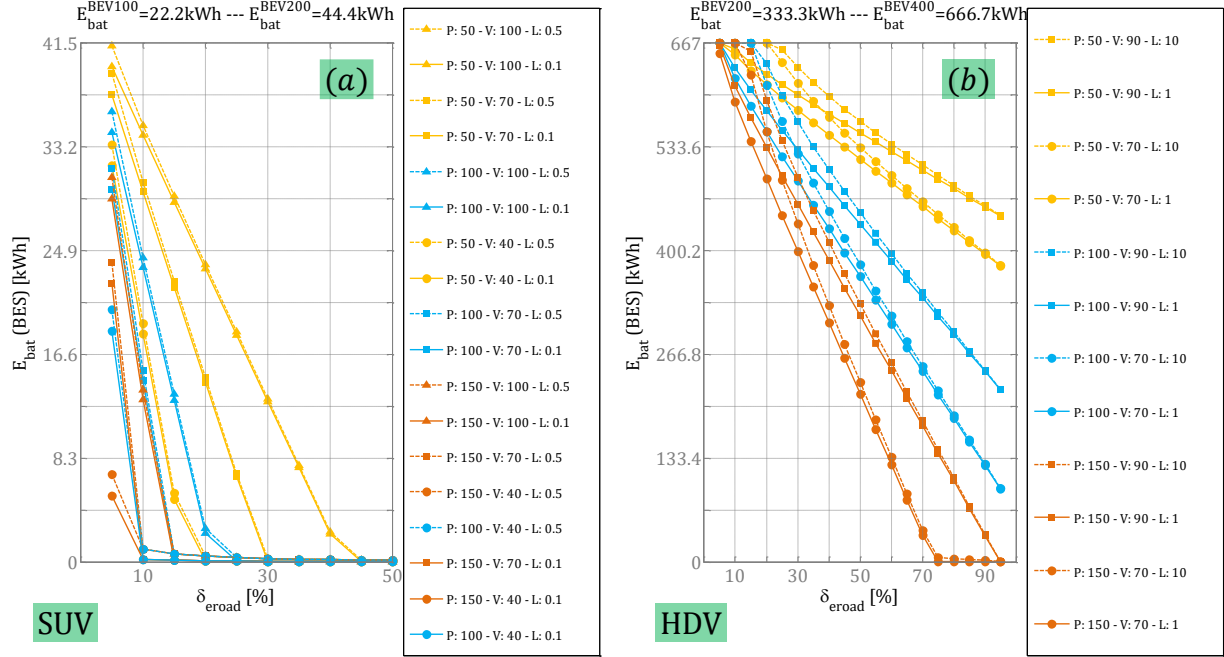 E_bat^BEV100=22.2kWh --- E_bat^BEV200=44.4kWh
(a)
E_bat (BES) [kWh]
41.5
33.2
24.9
16.6
8.3
0
10
30
50
δ_eroad [%]
SUV
P: 50 - V: 100 - L: 0.5
P: 50 - V: 100 - L: 0.1
P: 50 - V: 70 - L: 0.5
P: 50 - V: 70 - L: 0.1
P: 100 - V: 100 - L: 0.5
P: 100 - V: 100 - L: 0.1
P: 50 - V: 40 - L: 0.5
P: 50 - V: 40 - L: 0.1
P: 100 - V: 70 - L: 0.5
P: 100 - V: 70 - L: 0.1
P: 150 - V: 100 - L: 0.5
P: 150 - V: 100 - L: 0.1
P: 150 - V: 70 - L: 0.5
P: 150 - V: 40 - L: 0.5
P: 100 - V: 40 - L: 0.5
P: 150 - V: 70 - L: 0.1
P: 150 - V: 40 - L: 0.1
P: 100 - V: 40 - L: 0.1
E_bat^BEV200=333.3kWh --- E_bat^BEV400=666.7kWh
(b)
E_bat (BES) [kWh]
667
533.6
400.2
266.8
133.4
0
10
30
50
70
90
δ_eroad [%]
HDV
P: 50 - V: 90 - L: 10
P: 50 - V: 90 - L: 1
P: 50 - V: 70 - L: 10
P: 50 - V: 70 - L: 1
P: 100 - V: 90 - L: 10
P: 100 - V: 90 - L: 1
P: 100 - V: 70 - L: 10
P: 100 - V: 70 - L: 1
P: 150 - V: 90 - L: 10
P: 150 - V: 90 - L: 1
P: 150 - V: 70 - L: 10
P: 150 - V: 70 - L: 1